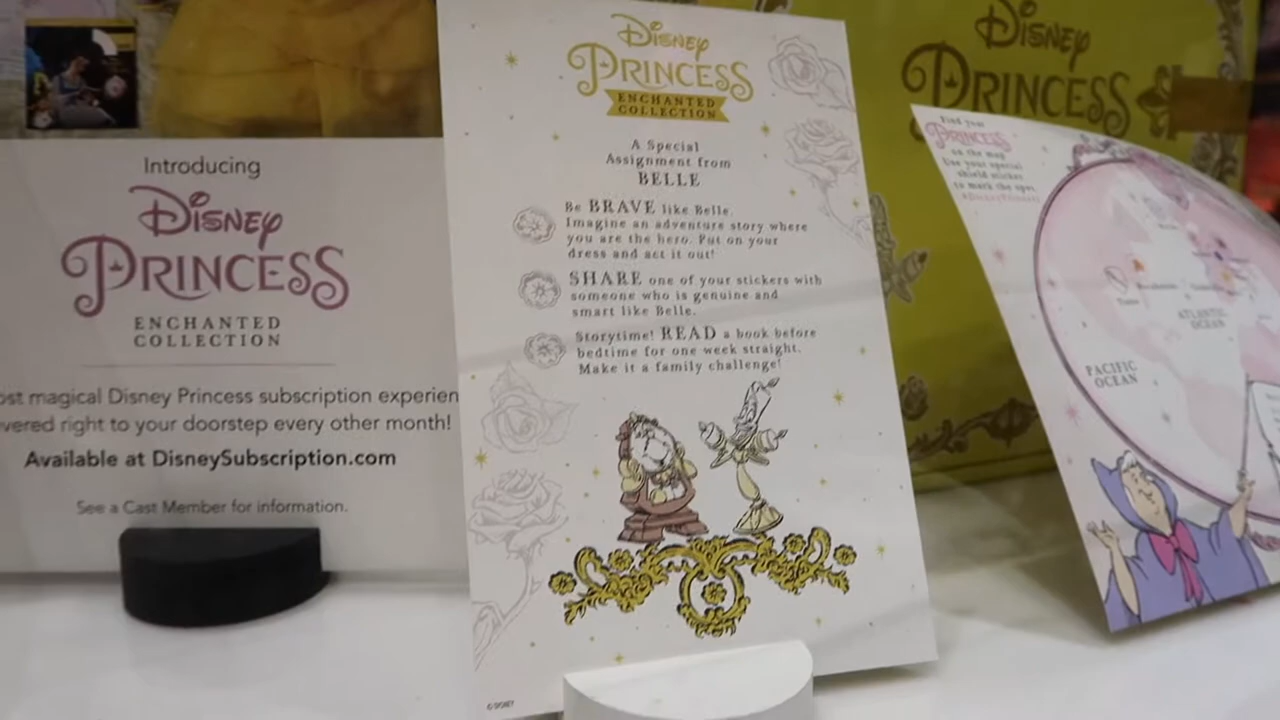 Introducing
Disney
PRINCESS
ENCHANTED
COLLECTION
ost magical Disney Princess subscription experien
vered right to your doorstep every other month!
Available at DisneySubscription.com
See a Cast Member for information.
Disney
PRINCESS
ENCHANTED
COLLECTION
A Special
Assignment from
BELLE
Be BRAVE like Belle.
Imagine an adventure story where
you are the hero. Put on your
dress and act it out!
SHARE one of your stickers with
someone who is genuine and
smart like Belle.
Storytime! READ a book before
bedtime for one week straight.
Make it a family challenge!
© DISNEY
Disney
PRINCESS
Find your
PRINCESS
on the map
Use your special
shield sticker
to mark the spot
ATLANTIC
OCEAN
PACIFIC
OCEAN